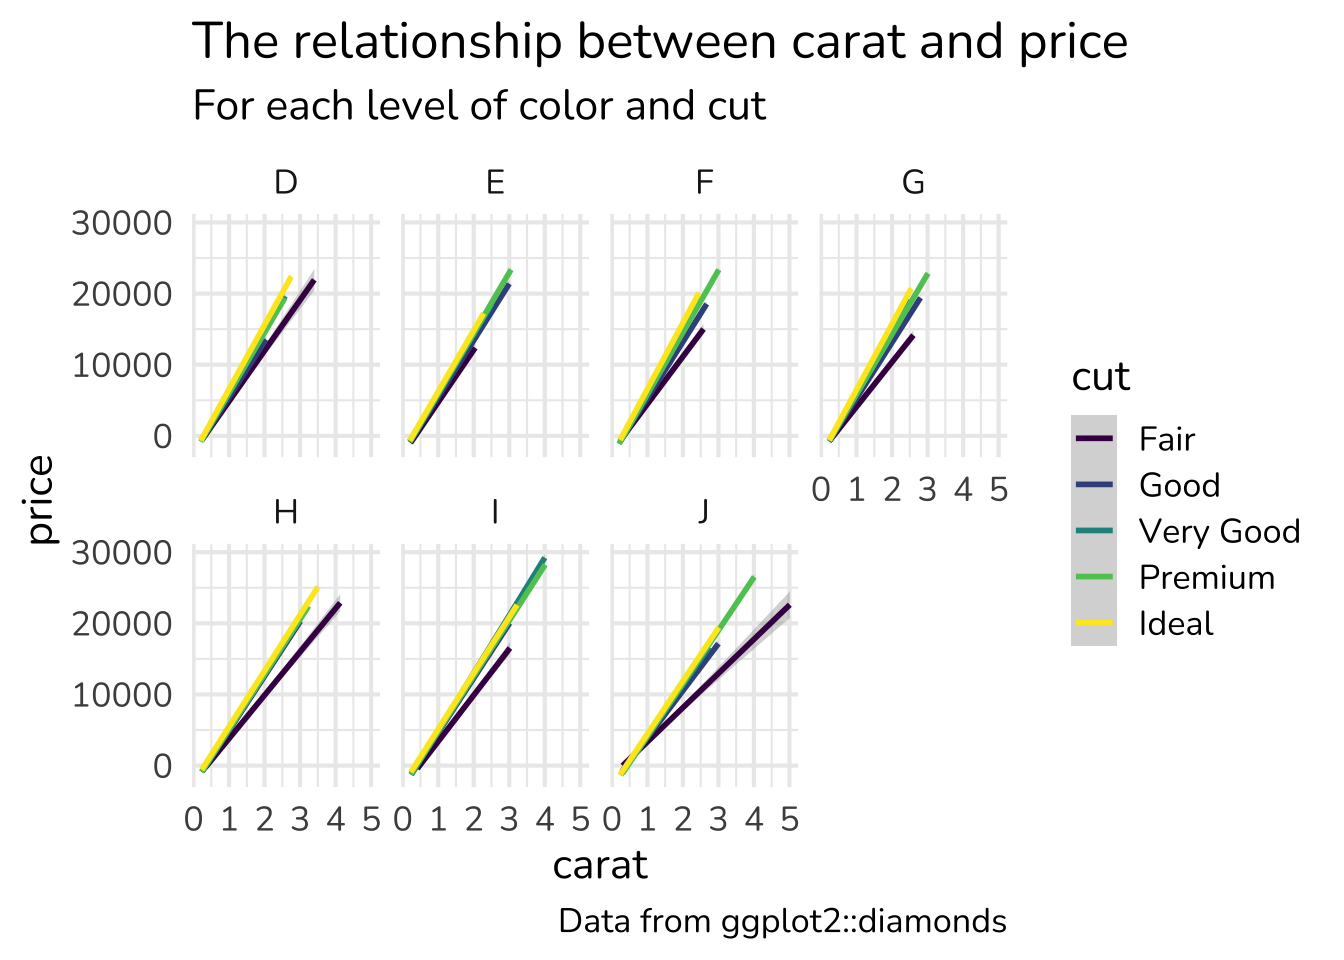 The relationship between carat and price
For each level of color and cut
D E F G
30000
20000
10000
0
0 1 2 3 4 5
H I J
30000
20000
10000
0
0 1 2 3 4 5 0 1 2 3 4 5 0 1 2 3 4 5
price
carat
cut
Fair
Good
Very Good
Premium
Ideal
Data from ggplot2::diamonds